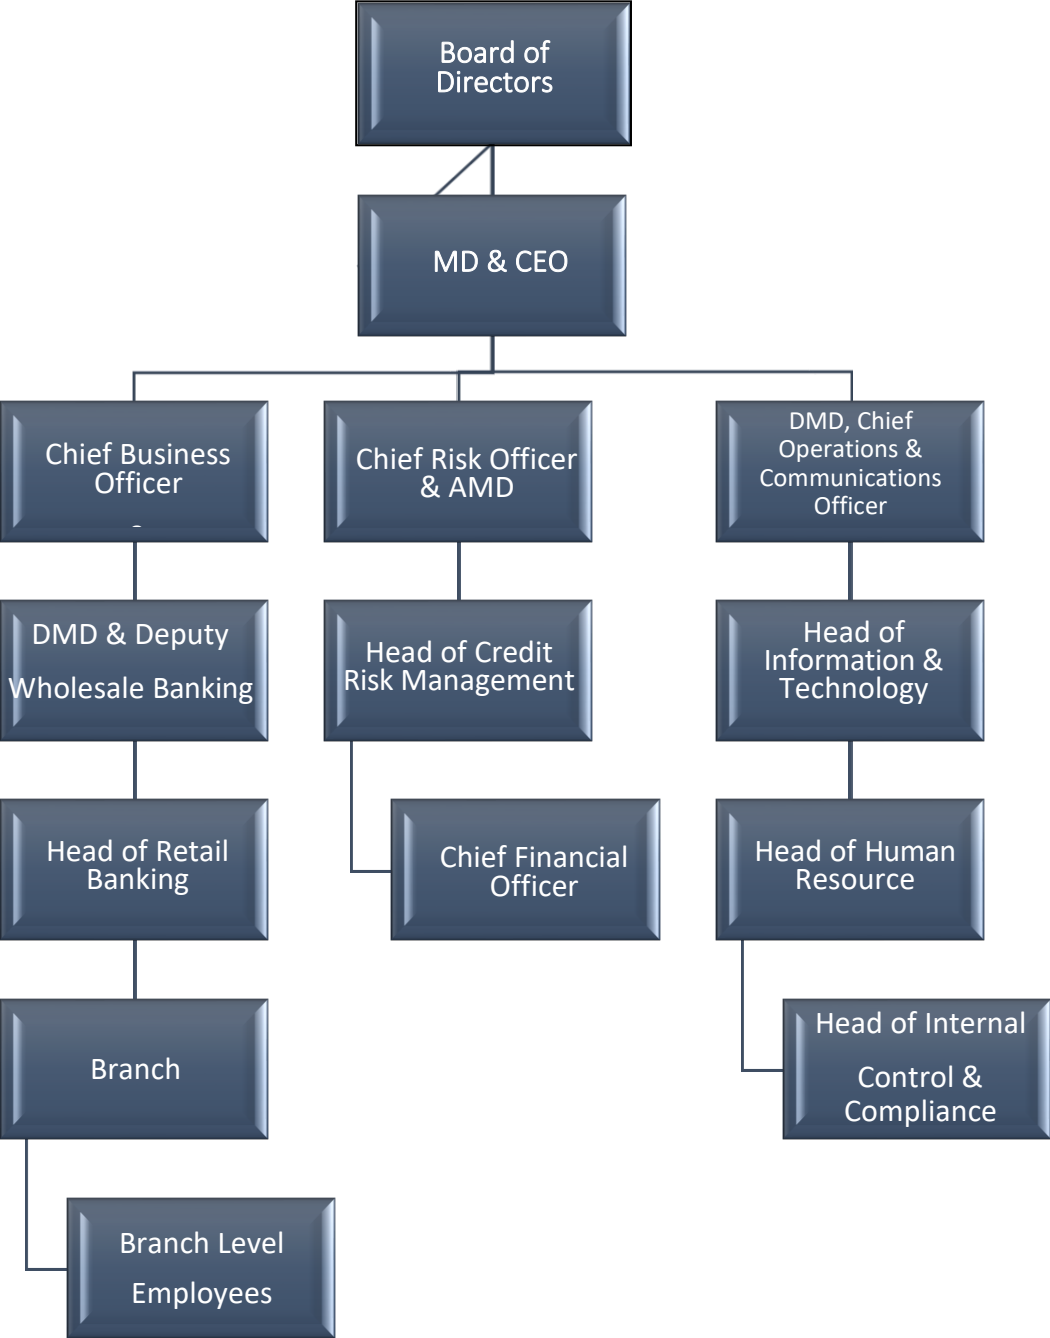 Board of
Directors
MD & CEO
Chief Business
Officer
Chief Risk Officer
& AMD
DMD, Chief
Operations &
Communications
Officer
DMD & Deputy
Wholesale Banking
Head of Credit
Risk Management
Head of
Information &
Technology
Head of Retail
Banking
Chief Financial
Officer
Head of Human
Resource
Branch
Head of Internal
Control &
Compliance
Branch Level
Employees